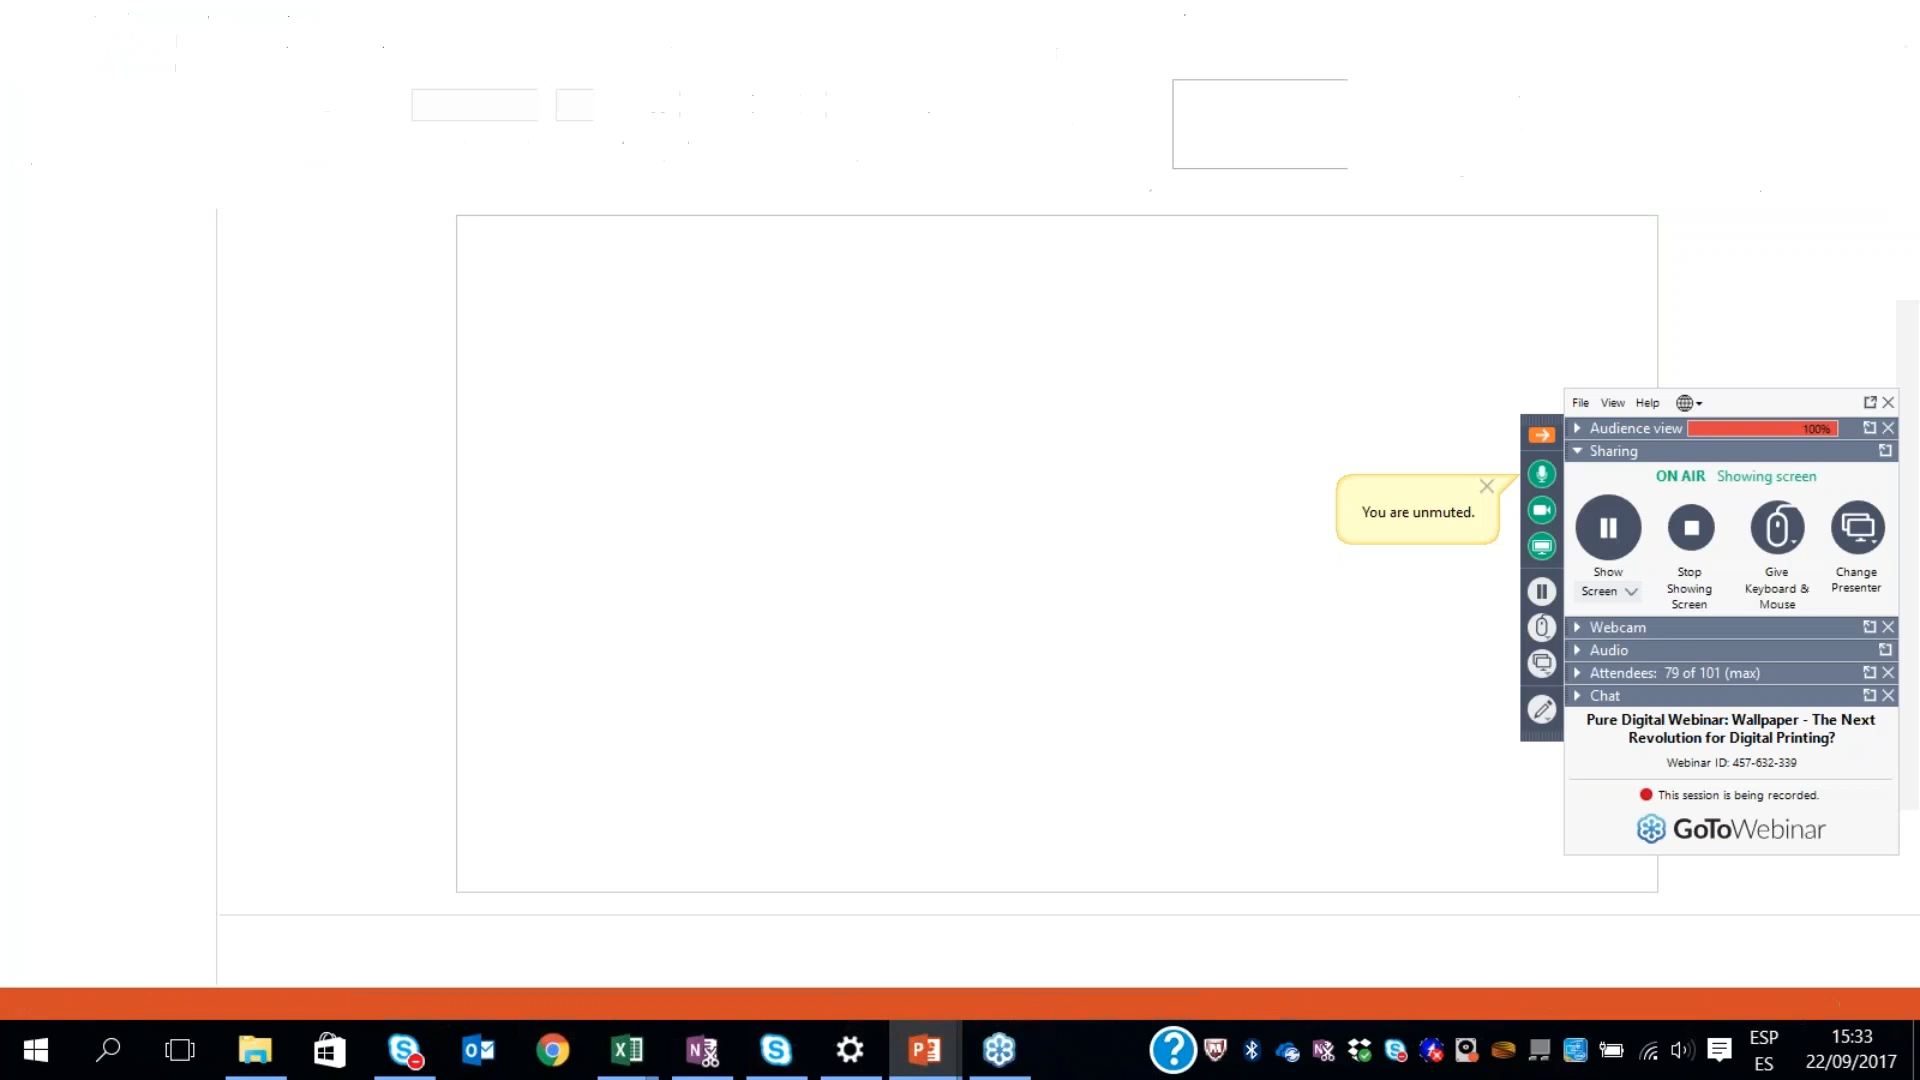 File View Help
Audience view 100%
Sharing
ON AIR Showing screen
You are unmuted.
Show
Screen
Stop
Showing
Screen
Give
Keyboard &
Mouse
Change
Presenter
Webcam
Audio
Attendees: 79 of 101 (max)
Chat
Pure Digital Webinar: Wallpaper - The Next
Revolution for Digital Printing?
Webinar ID: 457-632-339
This session is being recorded.
GoToWebinar
ESP
ES
15:33
22/09/2017